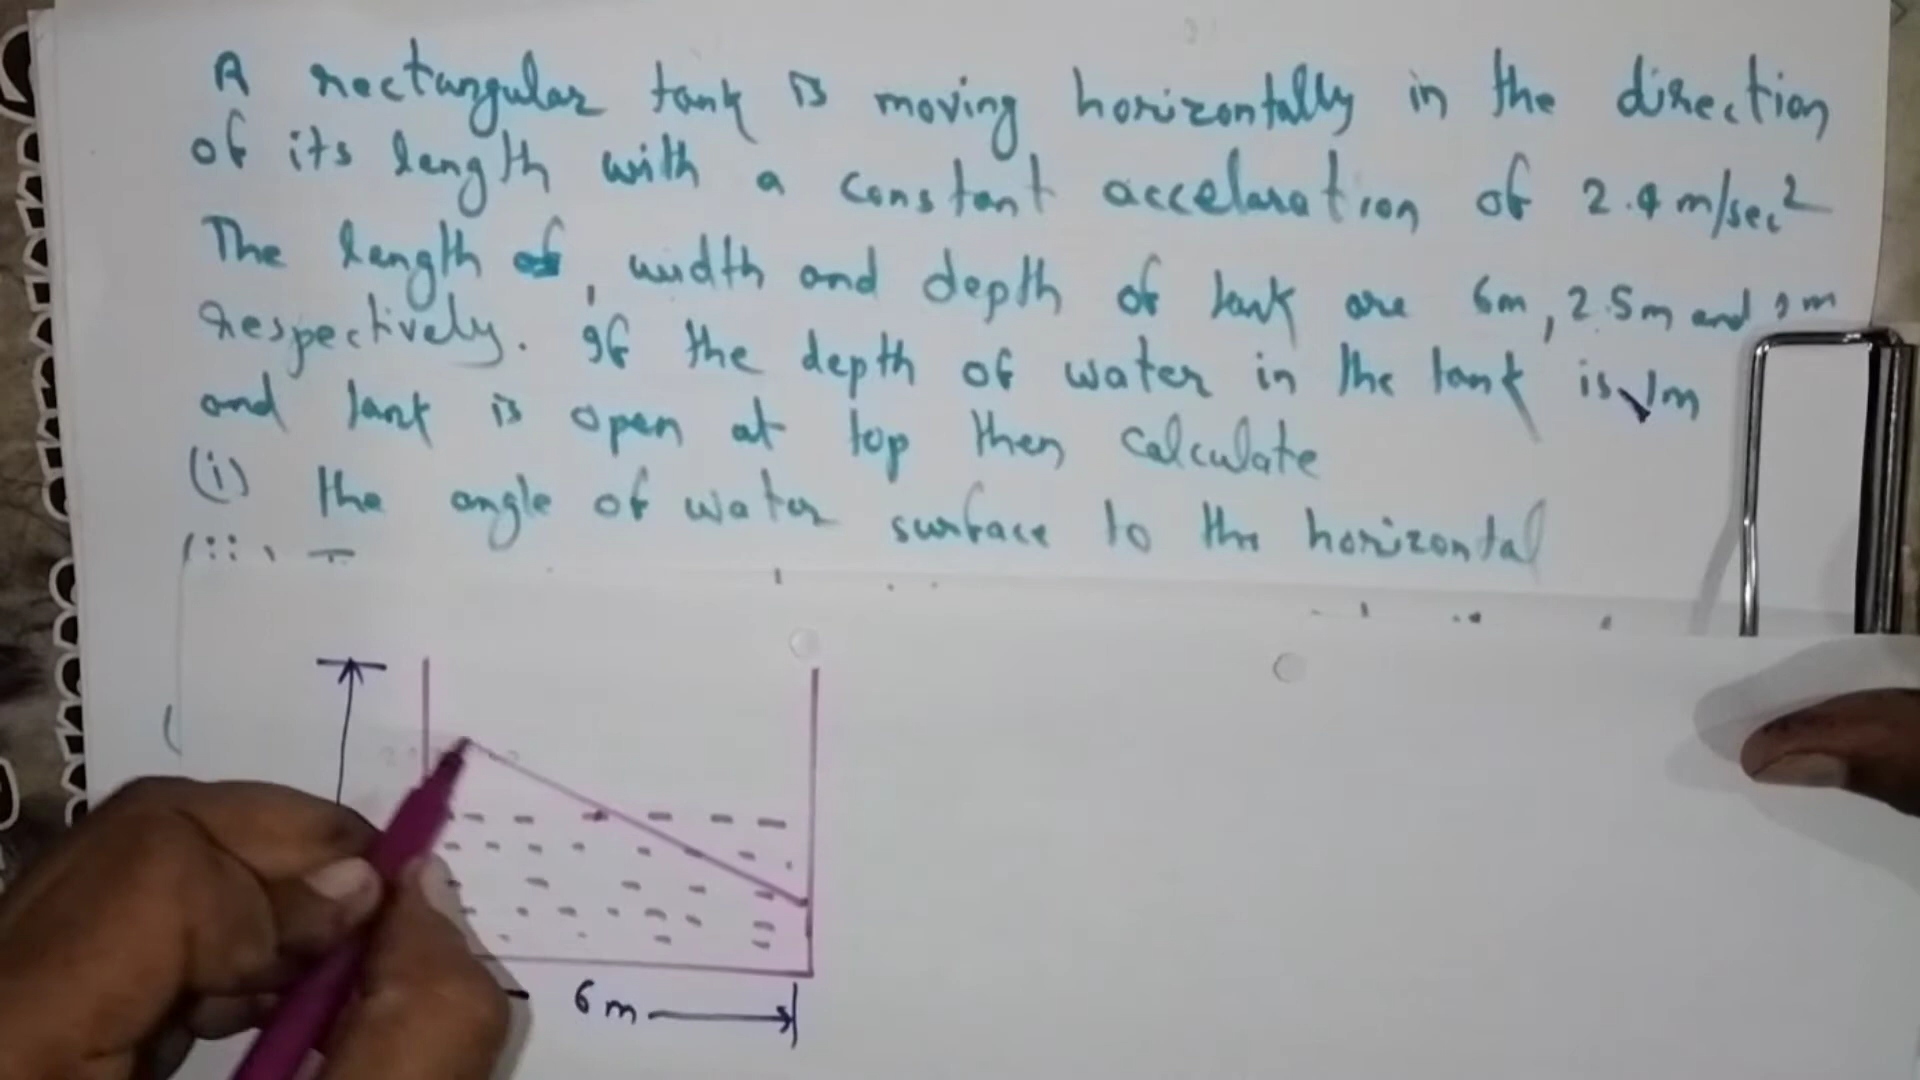 A rectangular tank is moving horizontally in the direction
of its length with a constant accelaration of 2.4 m/sec2
The length , width and depth of tank are 6m, 2.5m and m
respectively. If the depth of water in the tank is 1m
and tank is open at top then calculate
(i) the angle of water surface to the horizontal
6m